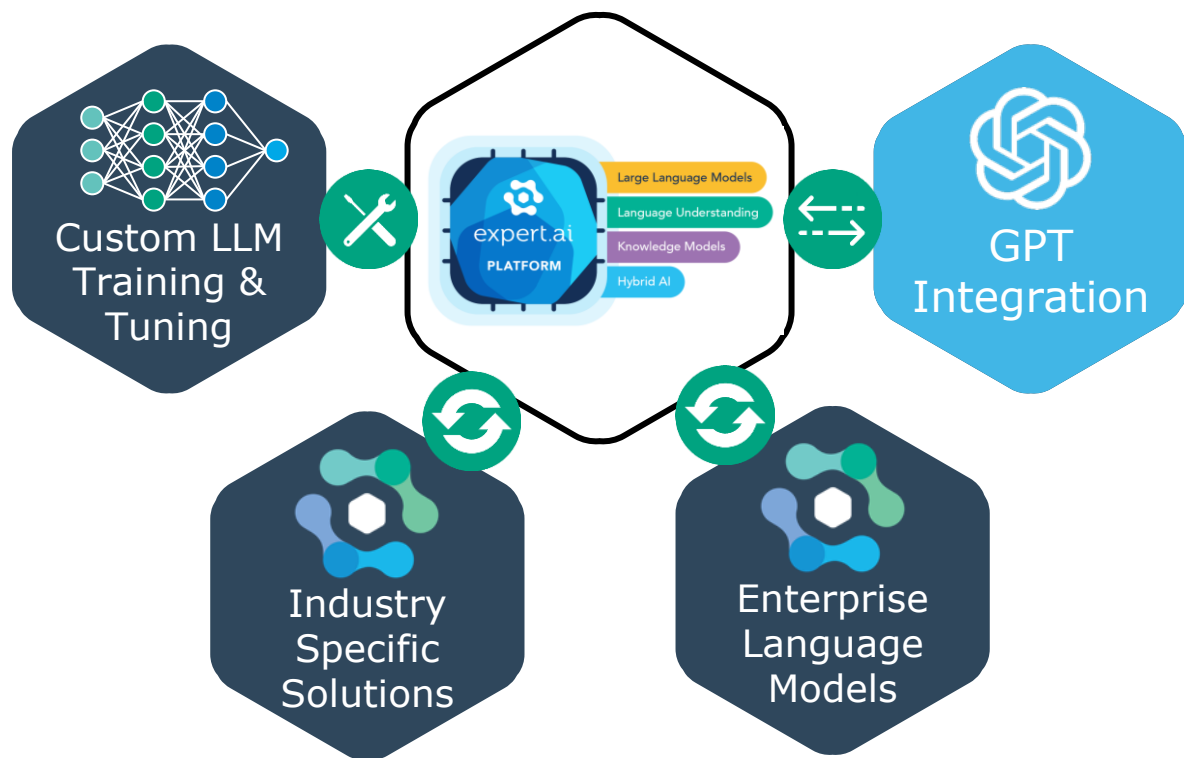 Custom LLM
Training &
Tuning
expert.ai
PLATFORM
Large Language Models
Language Understanding
Knowledge Models
Hybrid AI
GPT
Integration
Industry
Specific
Solutions
Enterprise
Language
Models